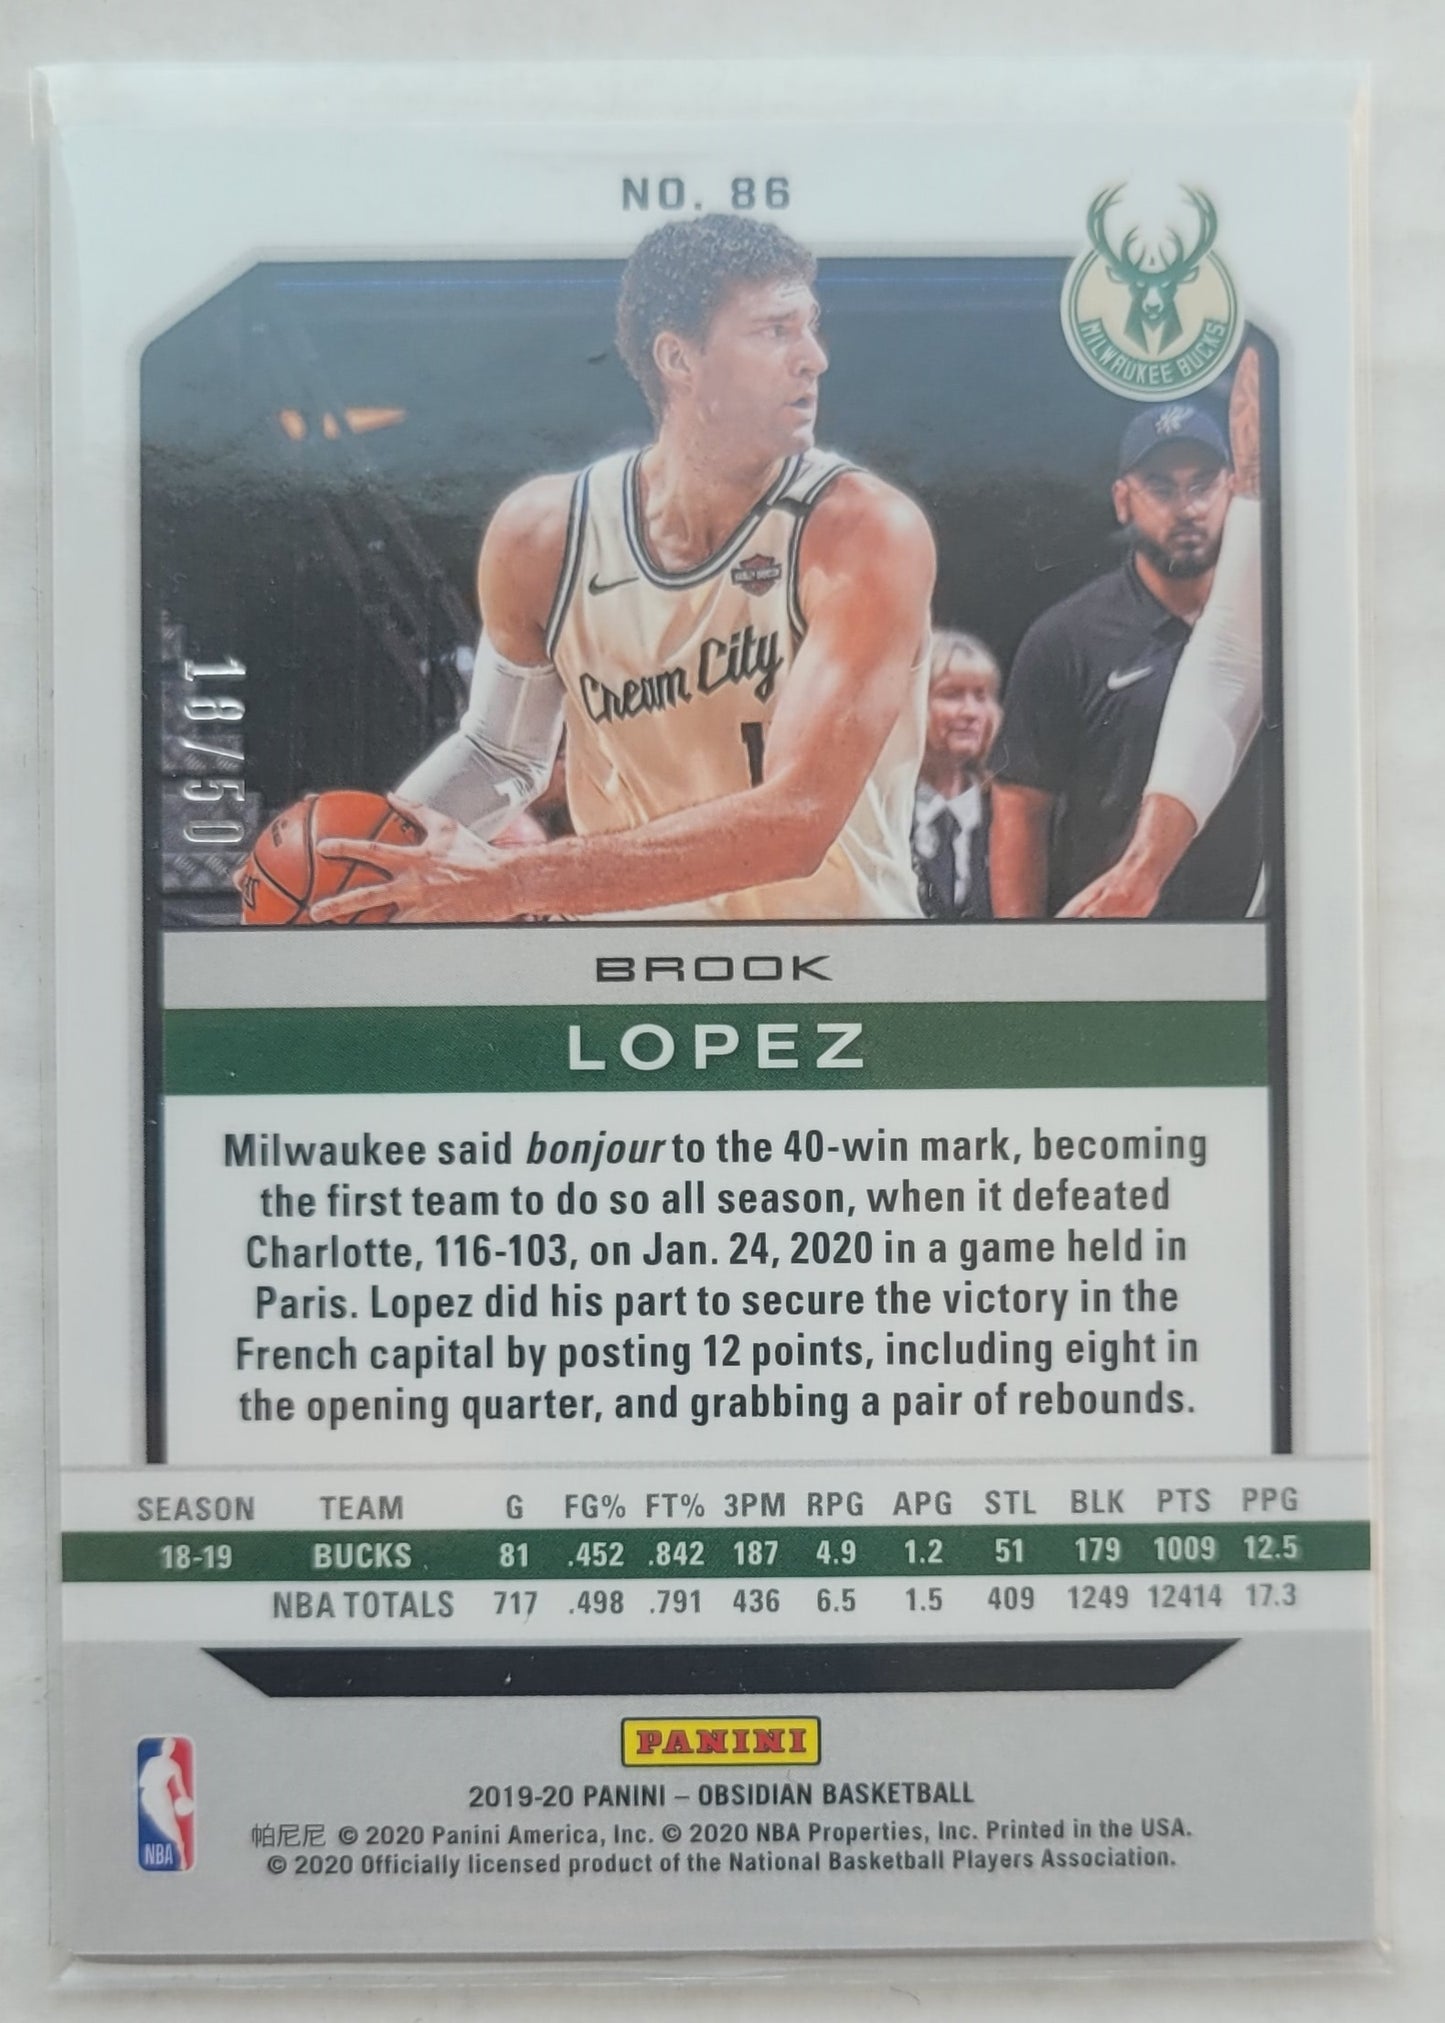 NO. 86
MILWAUKEE BUCKS
HARLEY-DAVIDSON
Cream City
1
18/50
BROOK
LOPEZ
Milwaukee said bonjour to the 40-win mark, becoming
the first team to do so all season, when it defeated
Charlotte, 116-103, on Jan. 24, 2020 in a game held in
Paris. Lopez did his part to secure the victory in the
French capital by posting 12 points, including eight in
the opening quarter, and grabbing a pair of rebounds.
SEASON TEAM G FG% FT% 3PM RPG APG STL BLK PTS PPG
18-19 BUCKS 81 .452 .842 187 4.9 1.2 51 179 1009 12.5
NBA TOTALS 717 .498 .791 436 6.5 1.5 409 1249 12414 17.3
PANINI
2019-20 PANINI – OBSIDIAN BASKETBALL
帕尼尼 © 2020 Panini America, Inc. © 2020 NBA Properties, Inc. Printed in the USA.
© 2020 Officially licensed product of the National Basketball Players Association.
NBA